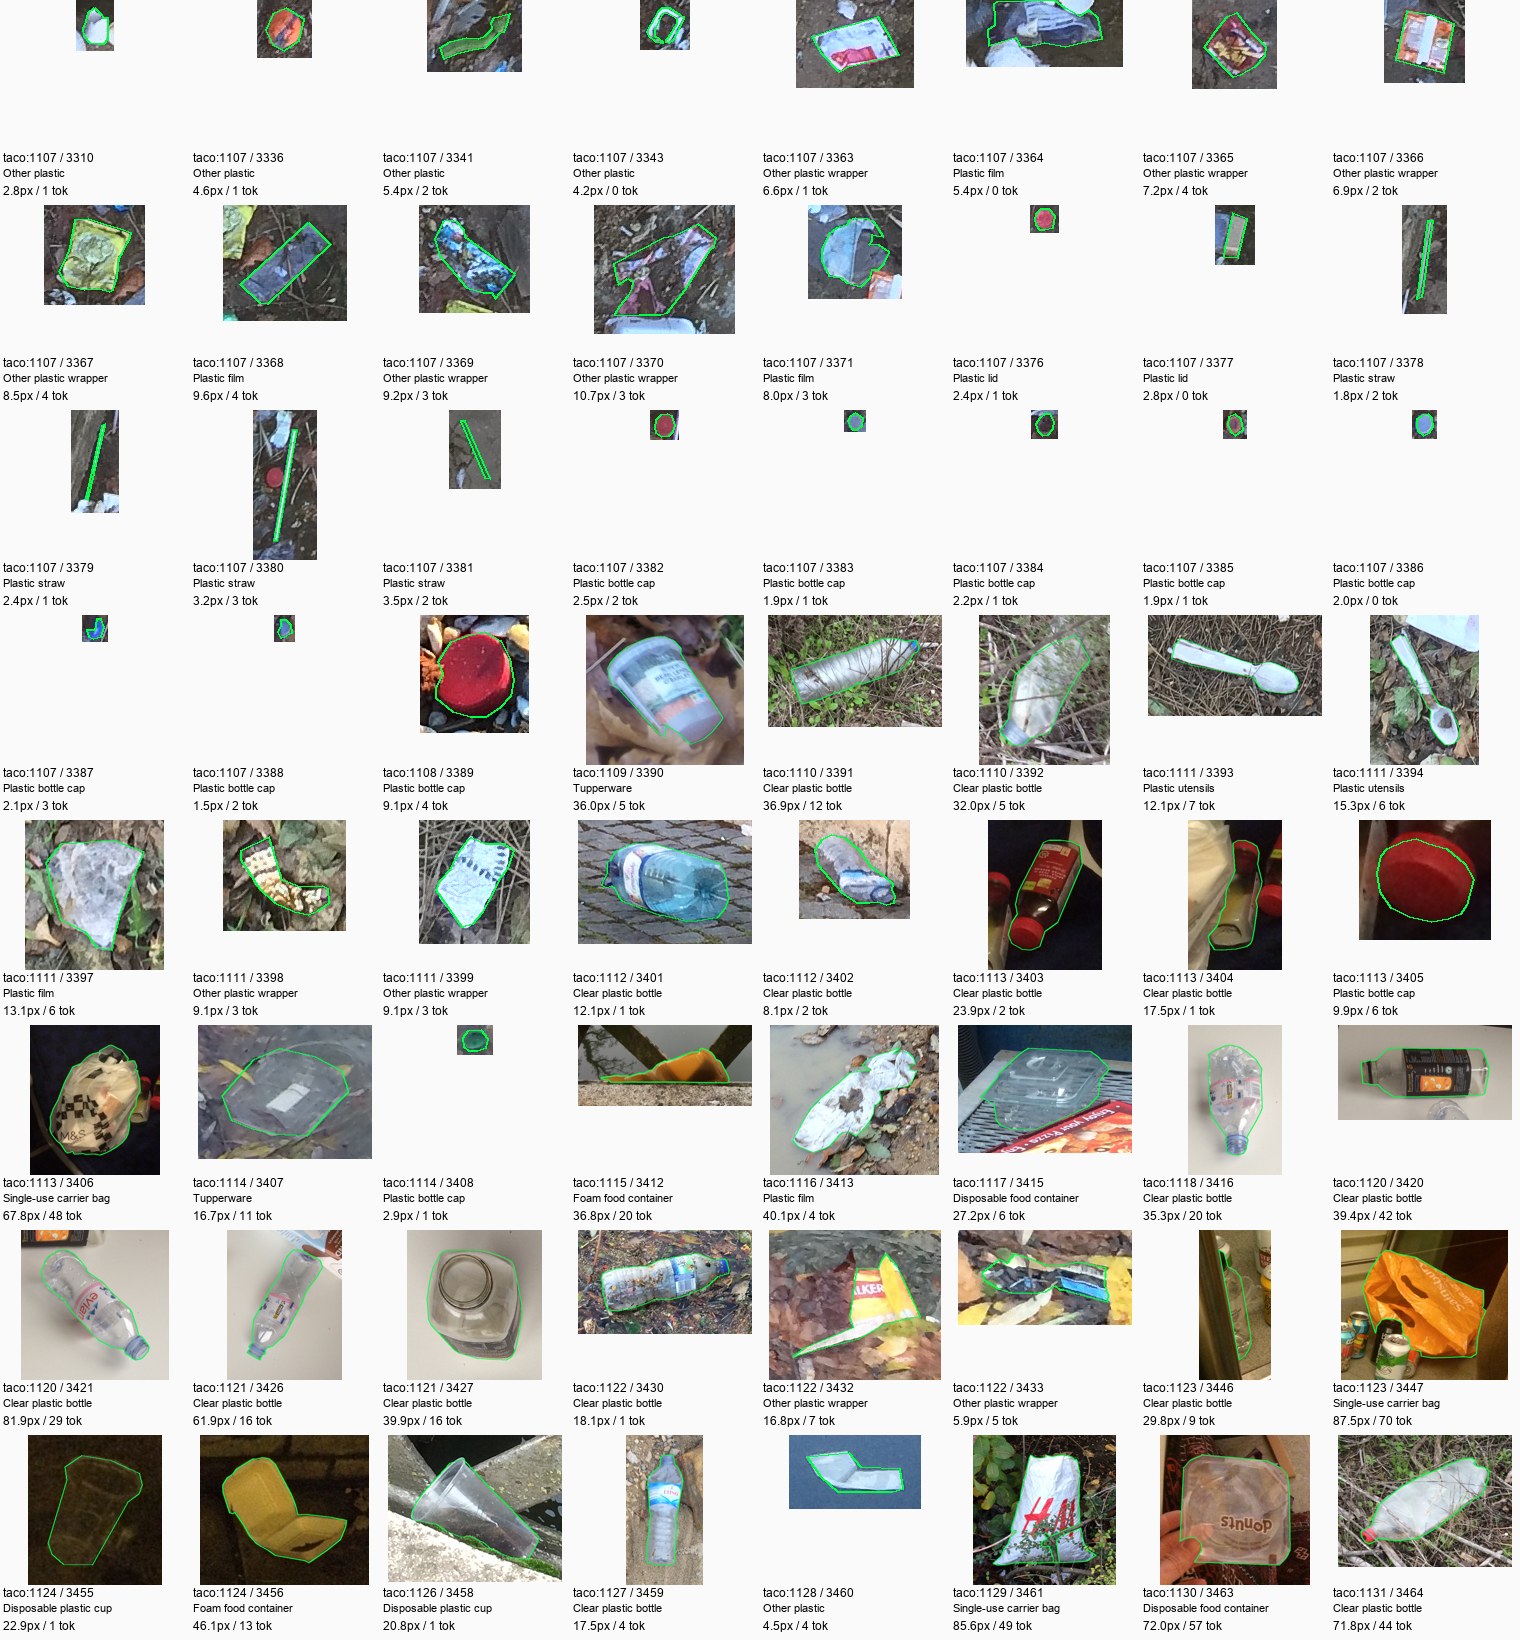 taco:1107 / 3310 taco:1107 / 3336 taco:1107 / 3341 taco:1107 / 3343 taco:1107 / 3363 taco:1107 / 3364 taco:1107 / 3365 taco:1107 / 3366
Other plastic Other plastic Other plastic Other plastic Other plastic wrapper Plastic film Other plastic wrapper Other plastic wrapper
2.8px / 1 tok 4.6px / 1 tok 5.4px / 2 tok 4.2px / 0 tok 6.6px / 1 tok 5.4px / 0 tok 7.2px / 4 tok 6.9px / 2 tok
taco:1107 / 3367 taco:1107 / 3368 taco:1107 / 3369 taco:1107 / 3370 taco:1107 / 3371 taco:1107 / 3376 taco:1107 / 3377 taco:1107 / 3378
Other plastic wrapper Plastic film Other plastic wrapper Other plastic wrapper Plastic film Plastic lid Plastic lid Plastic straw
8.5px / 4 tok 9.6px / 4 tok 9.2px / 3 tok 10.7px / 3 tok 8.0px / 3 tok 2.4px / 1 tok 2.8px / 0 tok 1.8px / 2 tok
taco:1107 / 3379 taco:1107 / 3380 taco:1107 / 3381 taco:1107 / 3382 taco:1107 / 3383 taco:1107 / 3384 taco:1107 / 3385 taco:1107 / 3386
Plastic straw Plastic straw Plastic straw Plastic bottle cap Plastic bottle cap Plastic bottle cap Plastic bottle cap Plastic bottle cap
2.4px / 1 tok 3.2px / 3 tok 3.5px / 2 tok 2.5px / 2 tok 1.9px / 1 tok 2.2px / 1 tok 1.9px / 1 tok 2.0px / 0 tok
taco:1107 / 3387 taco:1107 / 3388 taco:1108 / 3389 taco:1109 / 3390 taco:1110 / 3391 taco:1110 / 3392 taco:1111 / 3393 taco:1111 / 3394
Plastic bottle cap Plastic bottle cap Plastic bottle cap Tupperware Clear plastic bottle Clear plastic bottle Plastic utensils Plastic utensils
2.1px / 3 tok 1.5px / 2 tok 9.1px / 4 tok 36.0px / 5 tok 36.9px / 12 tok 32.0px / 5 tok 12.1px / 7 tok 15.3px / 6 tok
taco:1111 / 3397 taco:1111 / 3398 taco:1111 / 3399 taco:1112 / 3401 taco:1112 / 3402 taco:1113 / 3403 taco:1113 / 3404 taco:1113 / 3405
Plastic film Other plastic wrapper Other plastic wrapper Clear plastic bottle Clear plastic bottle Clear plastic bottle Clear plastic bottle Plastic bottle cap
13.1px / 6 tok 9.1px / 3 tok 9.1px / 3 tok 12.1px / 1 tok 8.1px / 2 tok 23.9px / 2 tok 17.5px / 1 tok 9.9px / 6 tok
M&S
Enjoy your Pizza
taco:1113 / 3406 taco:1114 / 3407 taco:1114 / 3408 taco:1115 / 3412 taco:1116 / 3413 taco:1117 / 3415 taco:1118 / 3416 taco:1120 / 3420
Single-use carrier bag Tupperware Plastic bottle cap Foam food container Plastic film Disposable food container Clear plastic bottle Clear plastic bottle
67.8px / 48 tok 16.7px / 11 tok 2.9px / 1 tok 36.8px / 20 tok 40.1px / 4 tok 27.2px / 6 tok 35.3px / 20 tok 39.4px / 42 tok
evian
LKER
taco:1120 / 3421 taco:1121 / 3426 taco:1121 / 3427 taco:1122 / 3430 taco:1122 / 3432 taco:1122 / 3433 taco:1123 / 3446 taco:1123 / 3447
Clear plastic bottle Clear plastic bottle Clear plastic bottle Clear plastic bottle Other plastic wrapper Other plastic wrapper Clear plastic bottle Single-use carrier bag
81.9px / 29 tok 61.9px / 16 tok 39.9px / 16 tok 18.1px / 1 tok 16.8px / 7 tok 5.9px / 5 tok 29.8px / 9 tok 87.5px / 70 tok
H&M
donuts
taco:1124 / 3455 taco:1124 / 3456 taco:1126 / 3458 taco:1127 / 3459 taco:1128 / 3460 taco:1129 / 3461 taco:1130 / 3463 taco:1131 / 3464
Disposable plastic cup Foam food container Disposable plastic cup Clear plastic bottle Other plastic Single-use carrier bag Disposable food container Clear plastic bottle
22.9px / 1 tok 46.1px / 13 tok 20.8px / 1 tok 17.5px / 4 tok 4.5px / 4 tok 85.6px / 49 tok 72.0px / 57 tok 71.8px / 44 tok